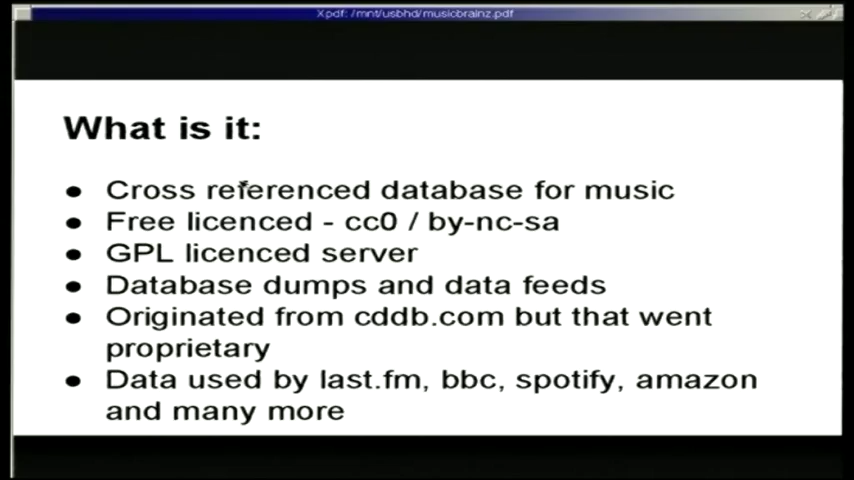 Xpdf: /mnt/usbhd/musicbrainz.pdf
What is it:
● Cross referenced database for music
● Free licenced - cc0 / by-nc-sa
● GPL licenced server
● Database dumps and data feeds
● Originated from cddb.com but that went
proprietary
● Data used by last.fm, bbc, spotify, amazon
and many more